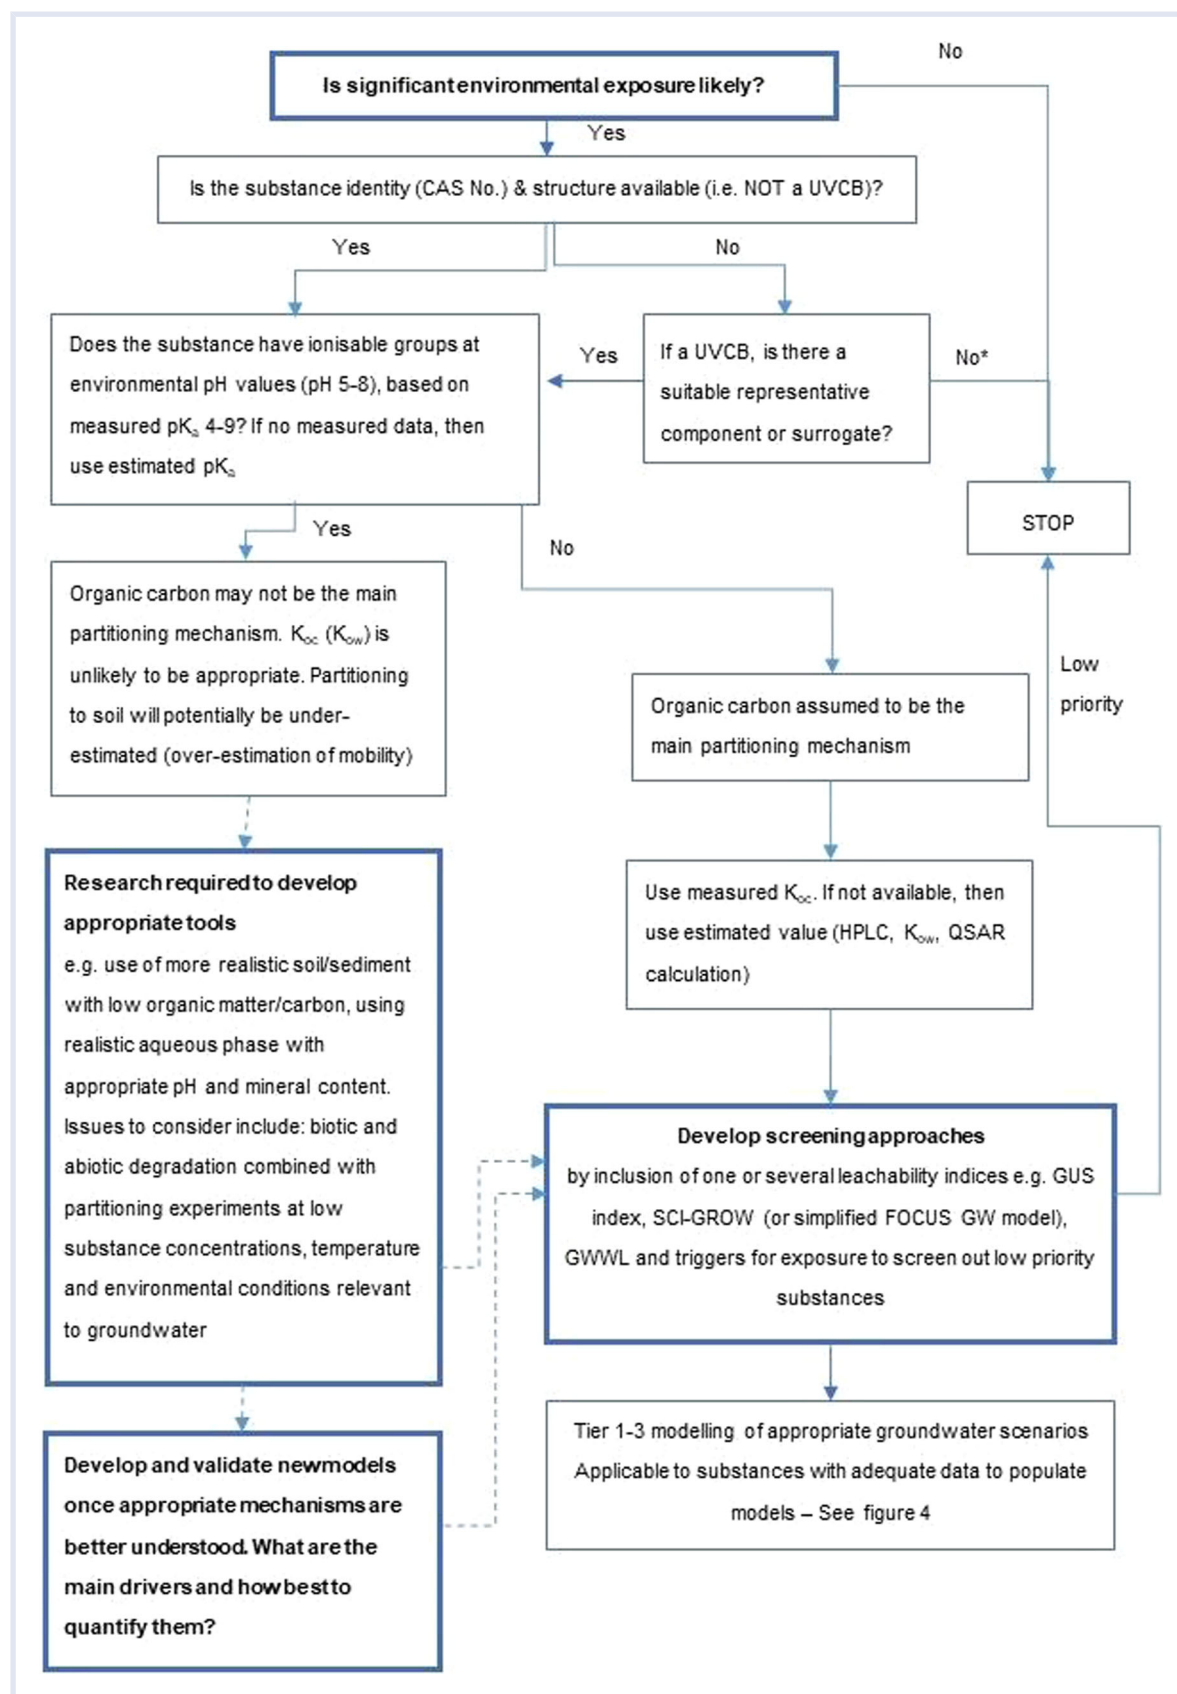 No
Is significant environmental exposure likely?
Yes
Is the substance identity (CAS No.) & structure available (i.e. NOT a UVCB)?
Yes
No
Does the substance have ionisable groups at
environmental pH values (pH 5-8), based on
measured pKa 4-9? If no measured data, then
use estimated pKa
Yes
If a UVCB, is there a
suitable representative
component or surrogate?
No*
STOP
Yes
No
Organic carbon may not be the main
partitioning mechanism. Koc (Kow) is
unlikely to be appropriate. Partitioning
to soil will potentially be under-
estimated (over-estimation of mobility)
Low
priority
Organic carbon assumed to be the
main partitioning mechanism
Research required to develop
appropriate tools
e.g. use of more realistic soil/sediment
with low organic matter/carbon, using
realistic aqueous phase with
appropriate pH and mineral content.
Issues to consider include: biotic and
abiotic degradation combined with
partitioning experiments at low
substance concentrations, temperature
and environmental conditions relevant
to groundwater
Use measured Koc. If not available, then
use estimated value (HPLC, Kow, QSAR
calculation)
Develop screening approaches
by inclusion of one or several leachability indices e.g. GUS
index, SCI-GROW (or simplified FOCUS GW model),
GWWL and triggers for exposure to screen out low priority
substances
Tier 1-3 modelling of appropriate groundwater scenarios
Applicable to substances with adequate data to populate
models – See figure 4
Develop and validate new models
once appropriate mechanisms are
better understood. What are the
main drivers and how best to
quantify them?